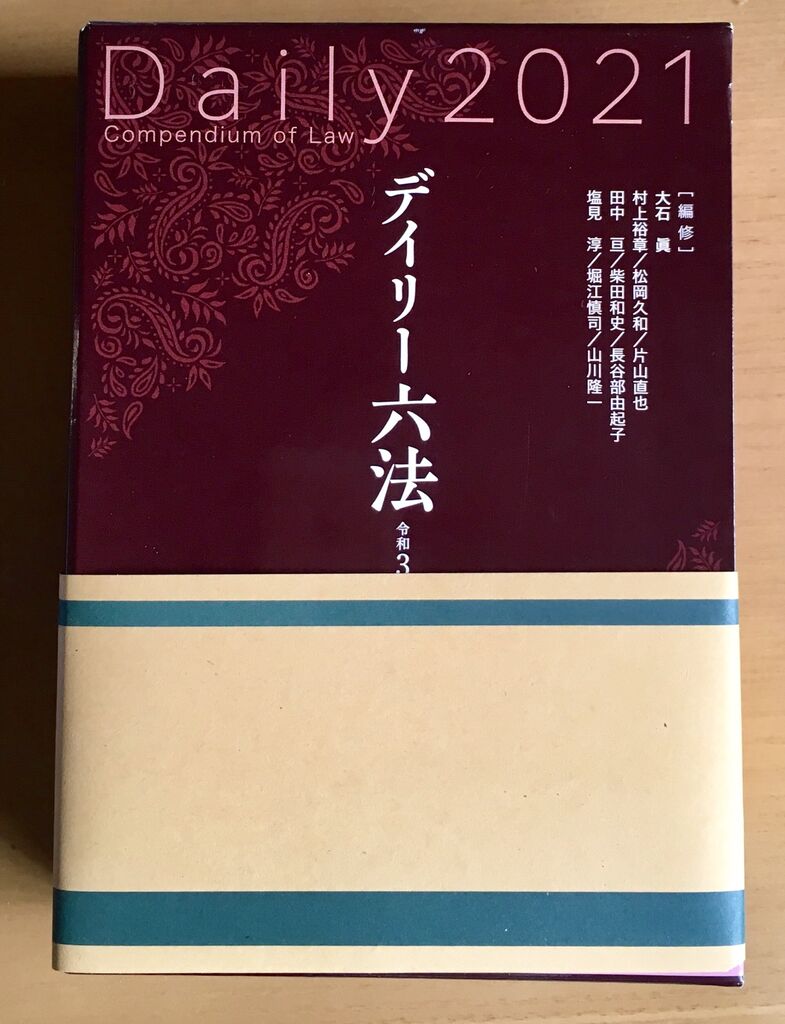 Daily 2021
Compendium of Law
[編修]
大石 眞
村上裕章/松岡久和/片山直也
田中 亘/柴田和史/長谷部由起子
塩見 淳/堀江慎司/山川隆一
デイリー六法
令和3